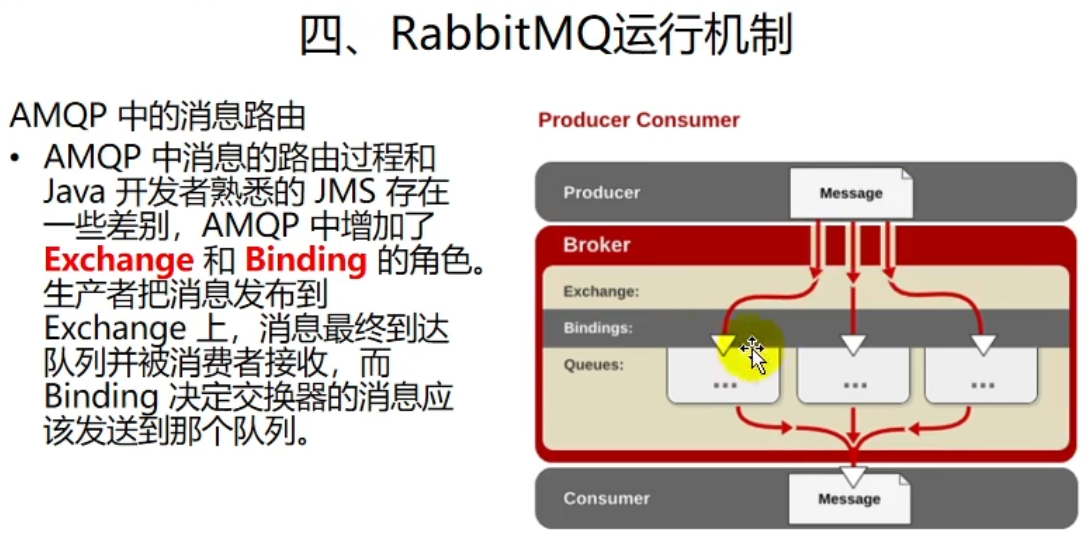 四、RabbitMQ运行机制
AMQP 中的消息路由
• AMQP 中消息的路由过程和
Java 开发者熟悉的 JMS 存在
一些差别，AMQP 中增加了
Exchange 和 Binding 的角色。
生产者把消息发布到
Exchange 上，消息最终到达
队列并被消费者接收，而
Binding 决定交换器的消息应
该发送到那个队列。
Producer Consumer
Producer
Message
Broker
Exchange:
Bindings:
Queues:
... ... ...
Consumer
Message